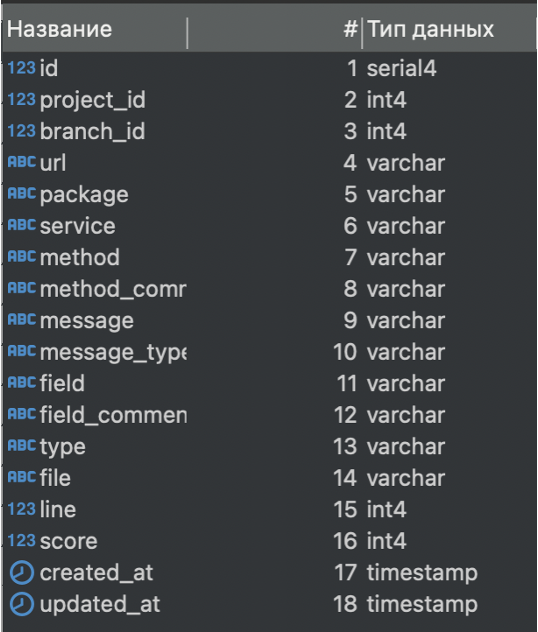 Название # Тип данных
123 id 1 serial4
123 project_id 2 int4
123 branch_id 3 int4
ABC url 4 varchar
ABC package 5 varchar
ABC service 6 varchar
ABC method 7 varchar
ABC method_comm 8 varchar
ABC message 9 varchar
ABC message_type 10 varchar
ABC field 11 varchar
ABC field_commen 12 varchar
ABC type 13 varchar
ABC file 14 varchar
123 line 15 int4
123 score 16 int4
created_at 17 timestamp
updated_at 18 timestamp